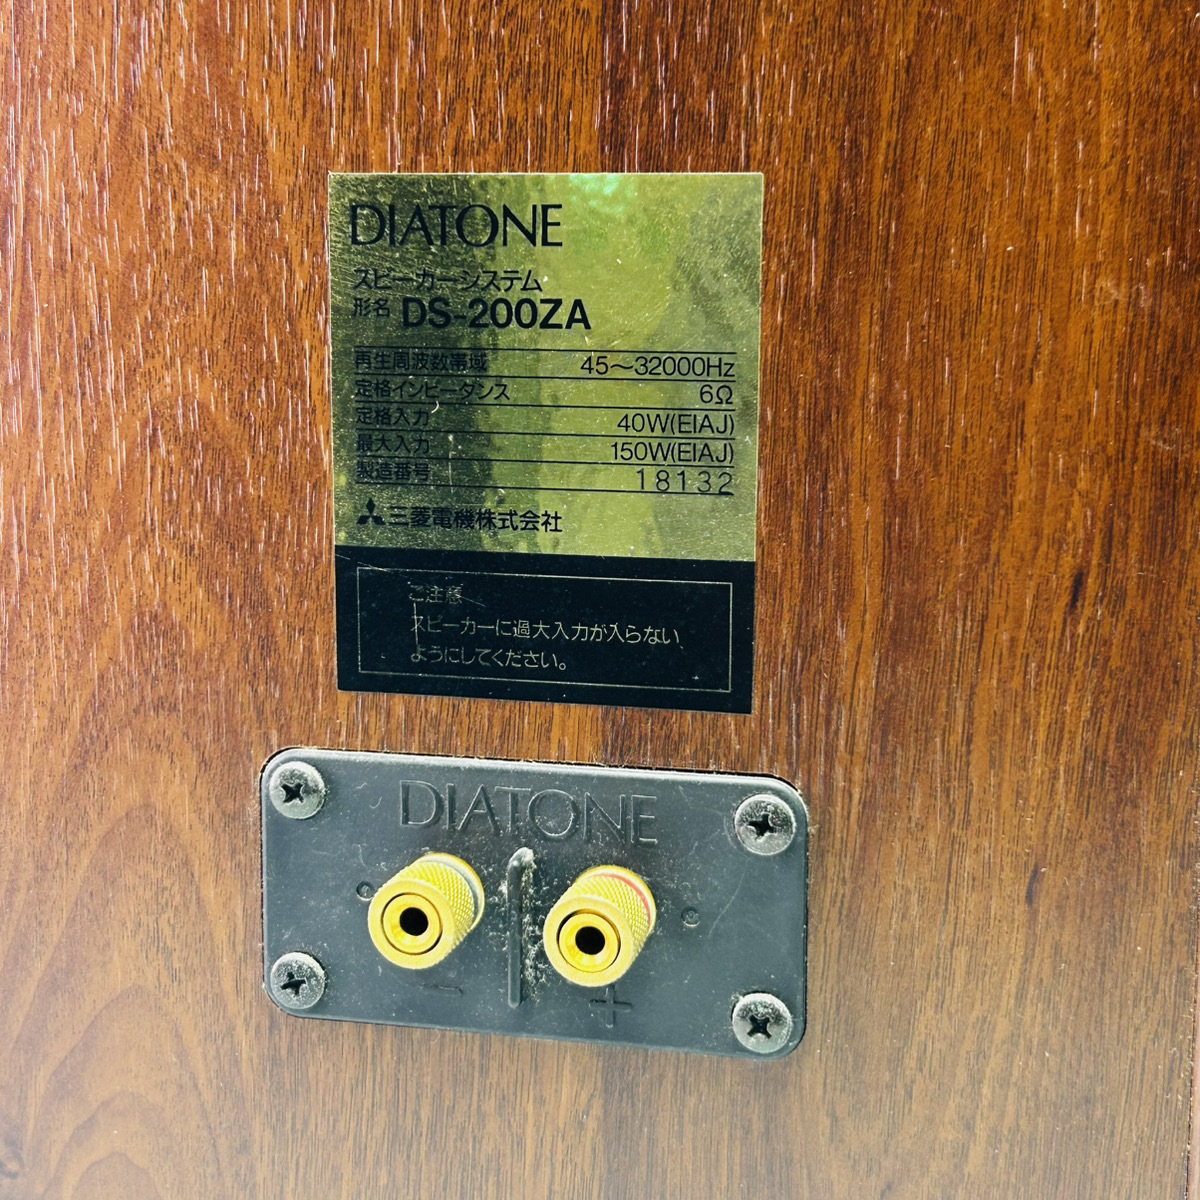 DIATONE
スピーカーシステム
形名 DS-200ZA
再生周波数帯域 45〜32000Hz
定格インピーダンス 6Ω
定格入力 40W(EIAJ)
最大入力 150W(EIAJ)
製造番号 18132
三菱電機株式会社
ご注意
スピーカーに過大入力が入らない
ようにしてください。
DIATONE
− +